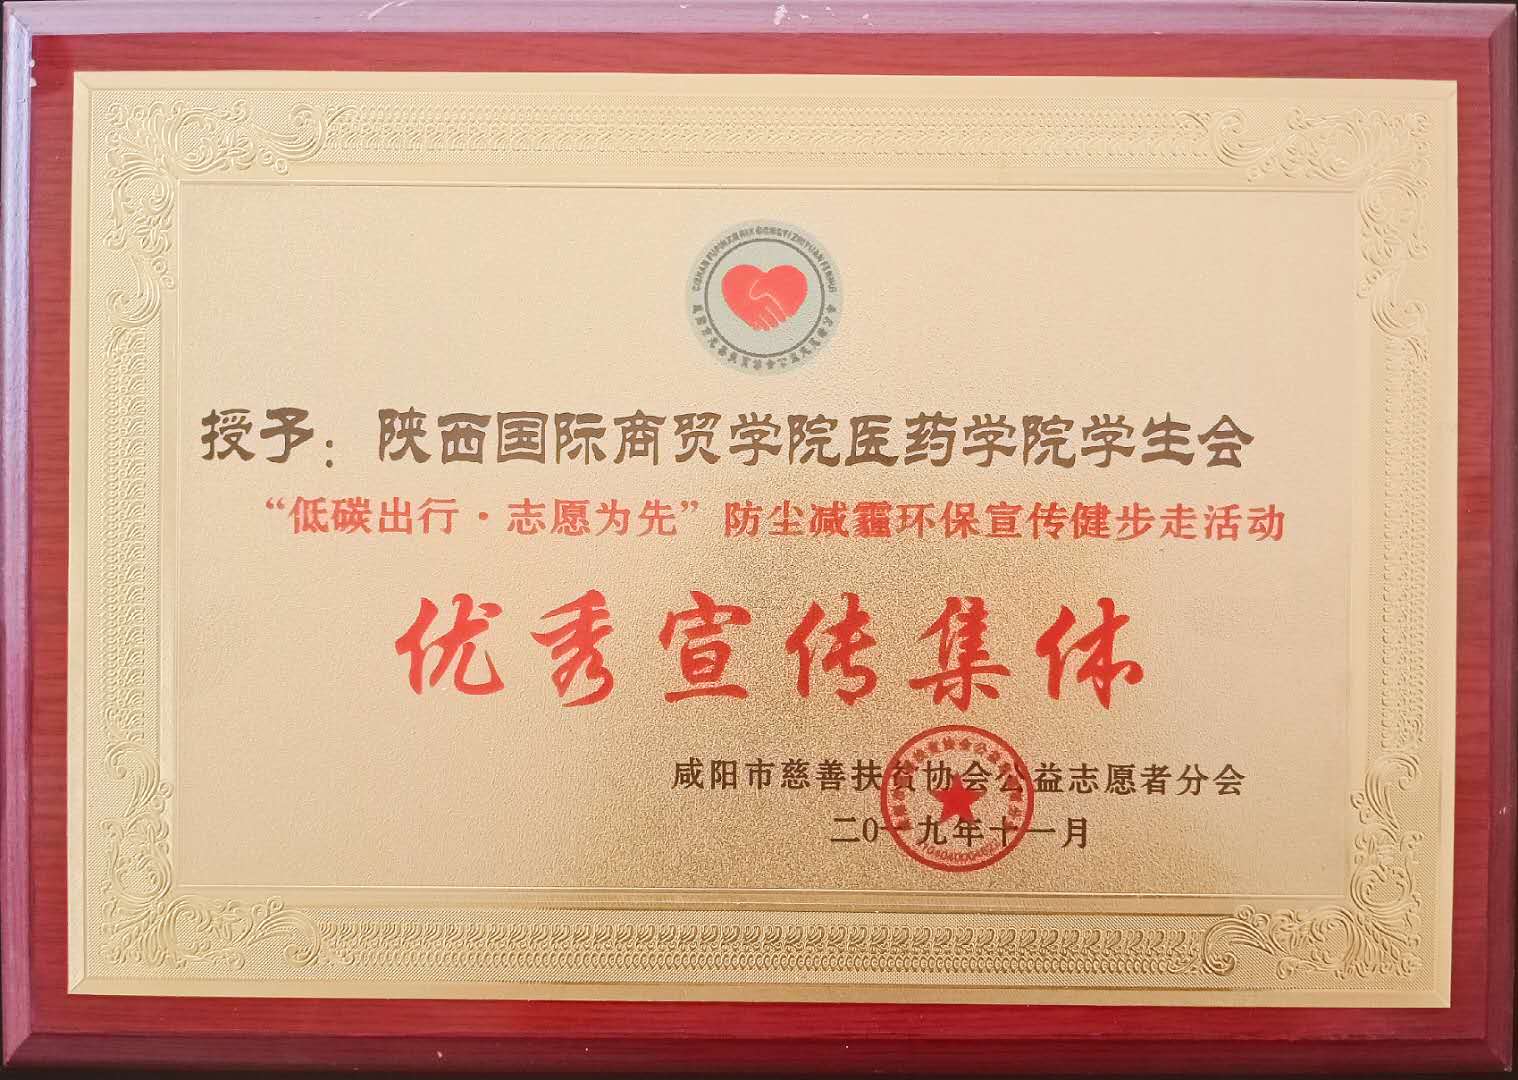 授予：陕西国际商贸学院医药学院学生会
“低碳出行·志愿为先”防尘减霾环保宣传健步走活动
优秀宣传集体
咸阳市慈善扶贫协会公益志愿者分会
二0一九年十一月